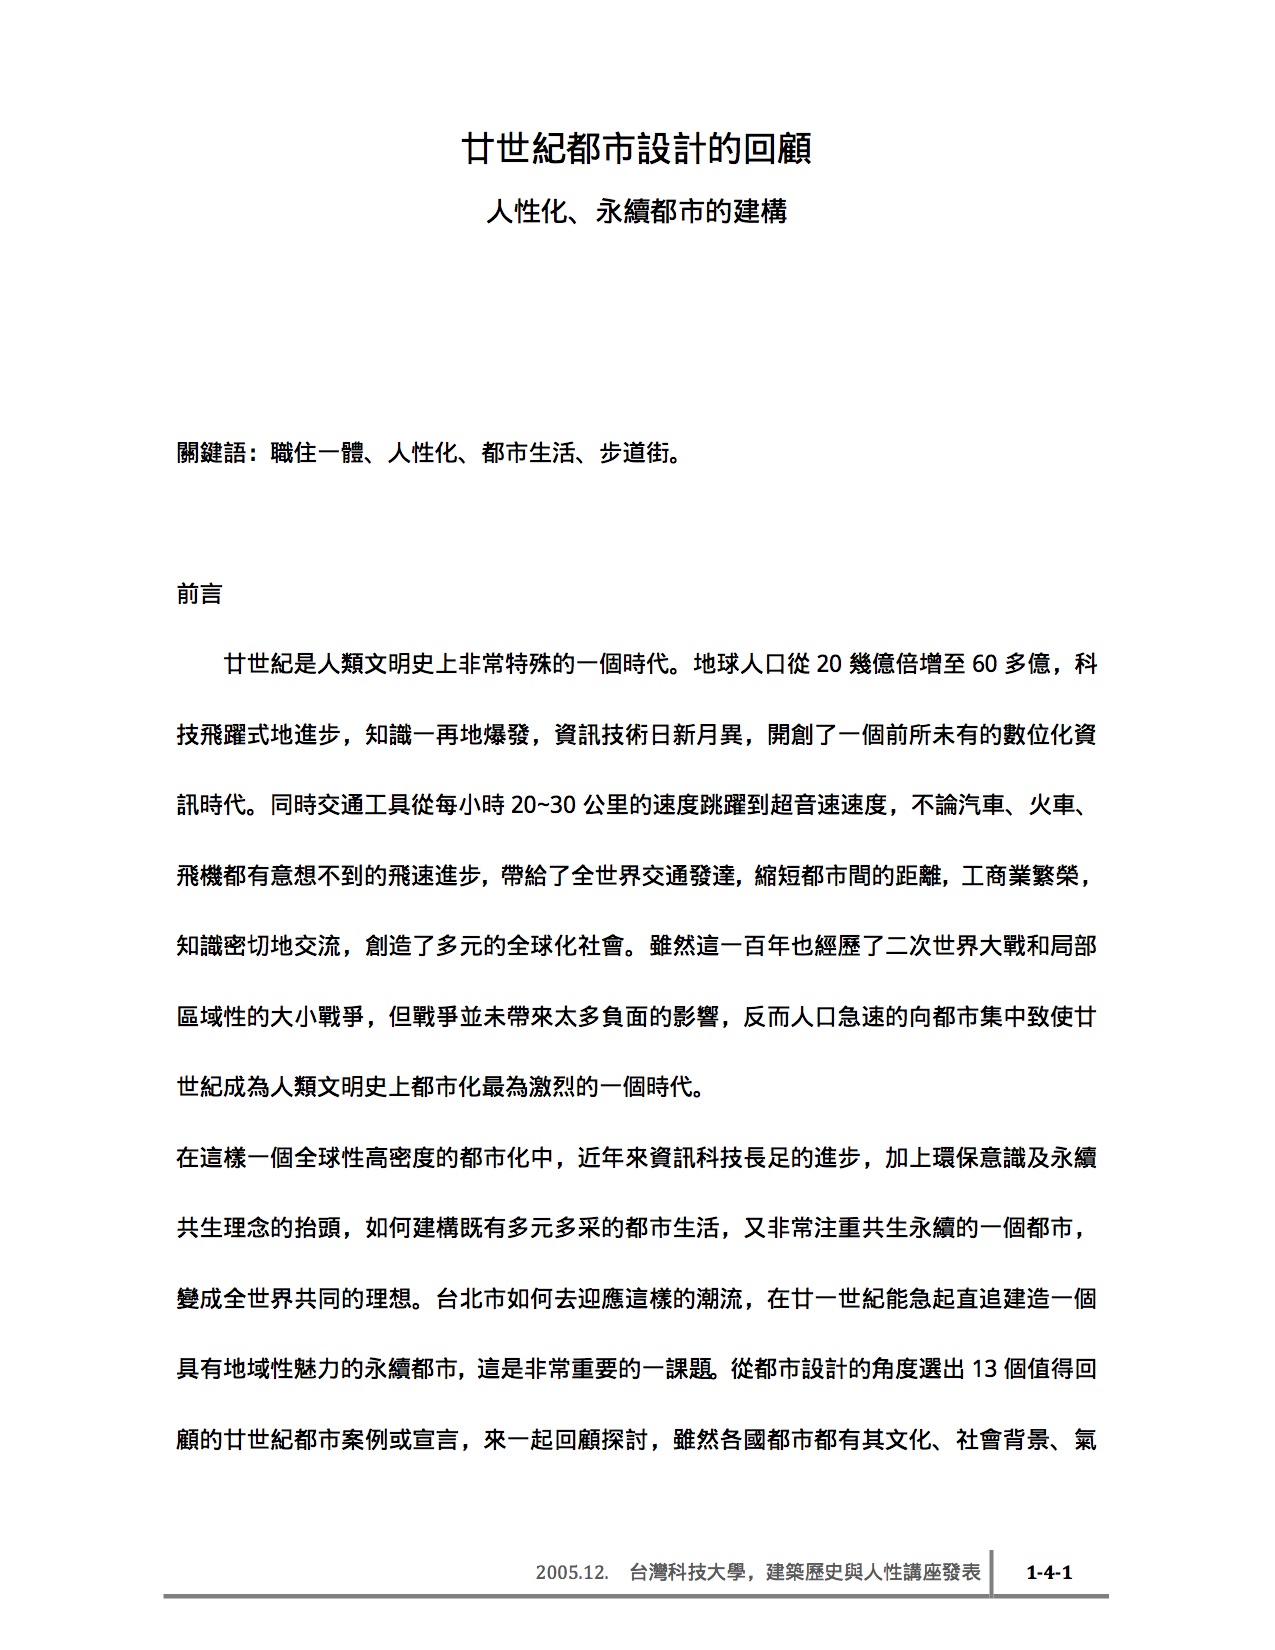 廿世紀都市設計的回顧
人性化、永續都市的建構
關鍵語：職住一體、人性化、都市生活、步道街。
前言
廿世紀是人類文明史上非常特殊的一個時代。地球人口從 20 幾億倍增至 60 多億，科
技飛躍式地進步，知識一再地爆發，資訊技術日新月異，開創了一個前所未有的數位化資
訊時代。同時交通工具從每小時 20~30 公里的速度跳躍到超音速速度，不論汽車、火車、
飛機都有意想不到的飛速進步，帶給了全世界交通發達，縮短都市間的距離，工商業繁榮，
知識密切地交流，創造了多元的全球化社會。雖然這一百年也經歷了二次世界大戰和局部
區域性的大小戰爭，但戰爭並未帶來太多負面的影響，反而人口急速的向都市集中致使廿
世紀成為人類文明史上都市化最為激烈的一個時代。
在這樣一個全球性高密度的都市化中，近年來資訊科技長足的進步，加上環保意識及永續
共生理念的抬頭，如何建構既有多元多采的都市生活，又非常注重共生永續的一個都市，
變成全世界共同的理想。台北市如何去迎應這樣的潮流，在廿一世紀能急起直追建造一個
具有地域性魅力的永續都市，這是非常重要的一課題。從都市設計的角度選出 13 個值得回
顧的廿世紀都市案例或宣言，來一起回顧探討，雖然各國都市都有其文化、社會背景、氣
2005.12. 台灣科技大學，建築歷史與人性講座發表 1-4-1